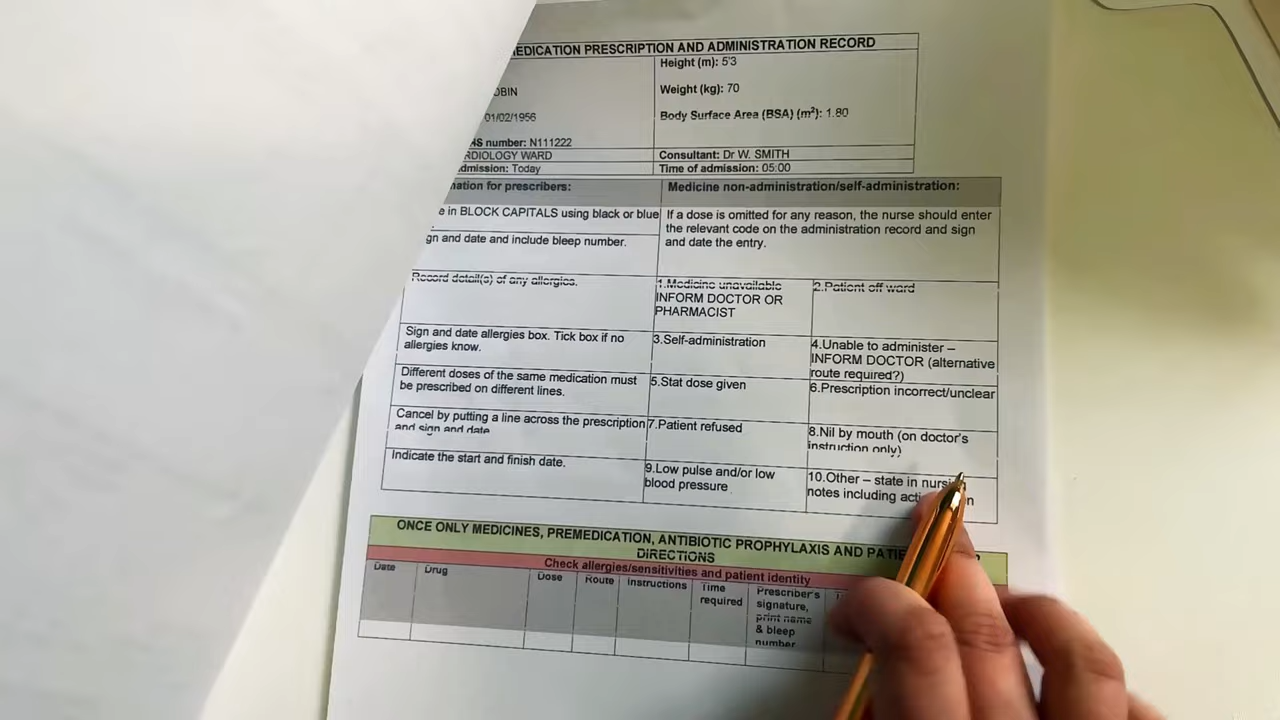 MEDICATION PRESCRIPTION AND ADMINISTRATION RECORD
Height (m): 5'3
OBIN
Weight (kg): 70
01/02/1956
Body Surface Area (BSA) (m²): 1.80
HS number: N111222
RDIOLOGY WARD
Consultant: Dr W. SMITH
dmission: Today
Time of admission: 05:00
mation for prescribers:
Medicine non-administration/self-administration:
e in BLOCK CAPITALS using black or blue
.
gn and date and include bleep number.
If a dose is omitted for any reason, the nurse should enter
the relevant code on the administration record and sign
and date the entry.
Record detail(s) of any allergies.
1.Medicine unavailable
INFORM DOCTOR OR
PHARMACIST
2.Patient off ward
Sign and date allergies box. Tick box if no
allergies know.
3.Self-administration
4.Unable to administer –
INFORM DOCTOR (alternative
route required?)
Different doses of the same medication must
be prescribed on different lines.
5.Stat dose given
6.Prescription incorrect/unclear
Cancel by putting a line across the prescription
and sign and date
7.Patient refused
8.Nil by mouth (on doctor's
instruction only)
Indicate the start and finish date.
9.Low pulse and/or low
blood pressure
10.Other – state in nursi
notes including acti n
ONCE ONLY MEDICINES, PREMEDICATION, ANTIBIOTIC PROPHYLAXIS AND PATIE
DIRECTIONS
Check allergies/sensitivities and patient identity
Date
Drug
Dose
Route
Instructions
Time
required
Prescriber's
signature,
print name
& bleep
number